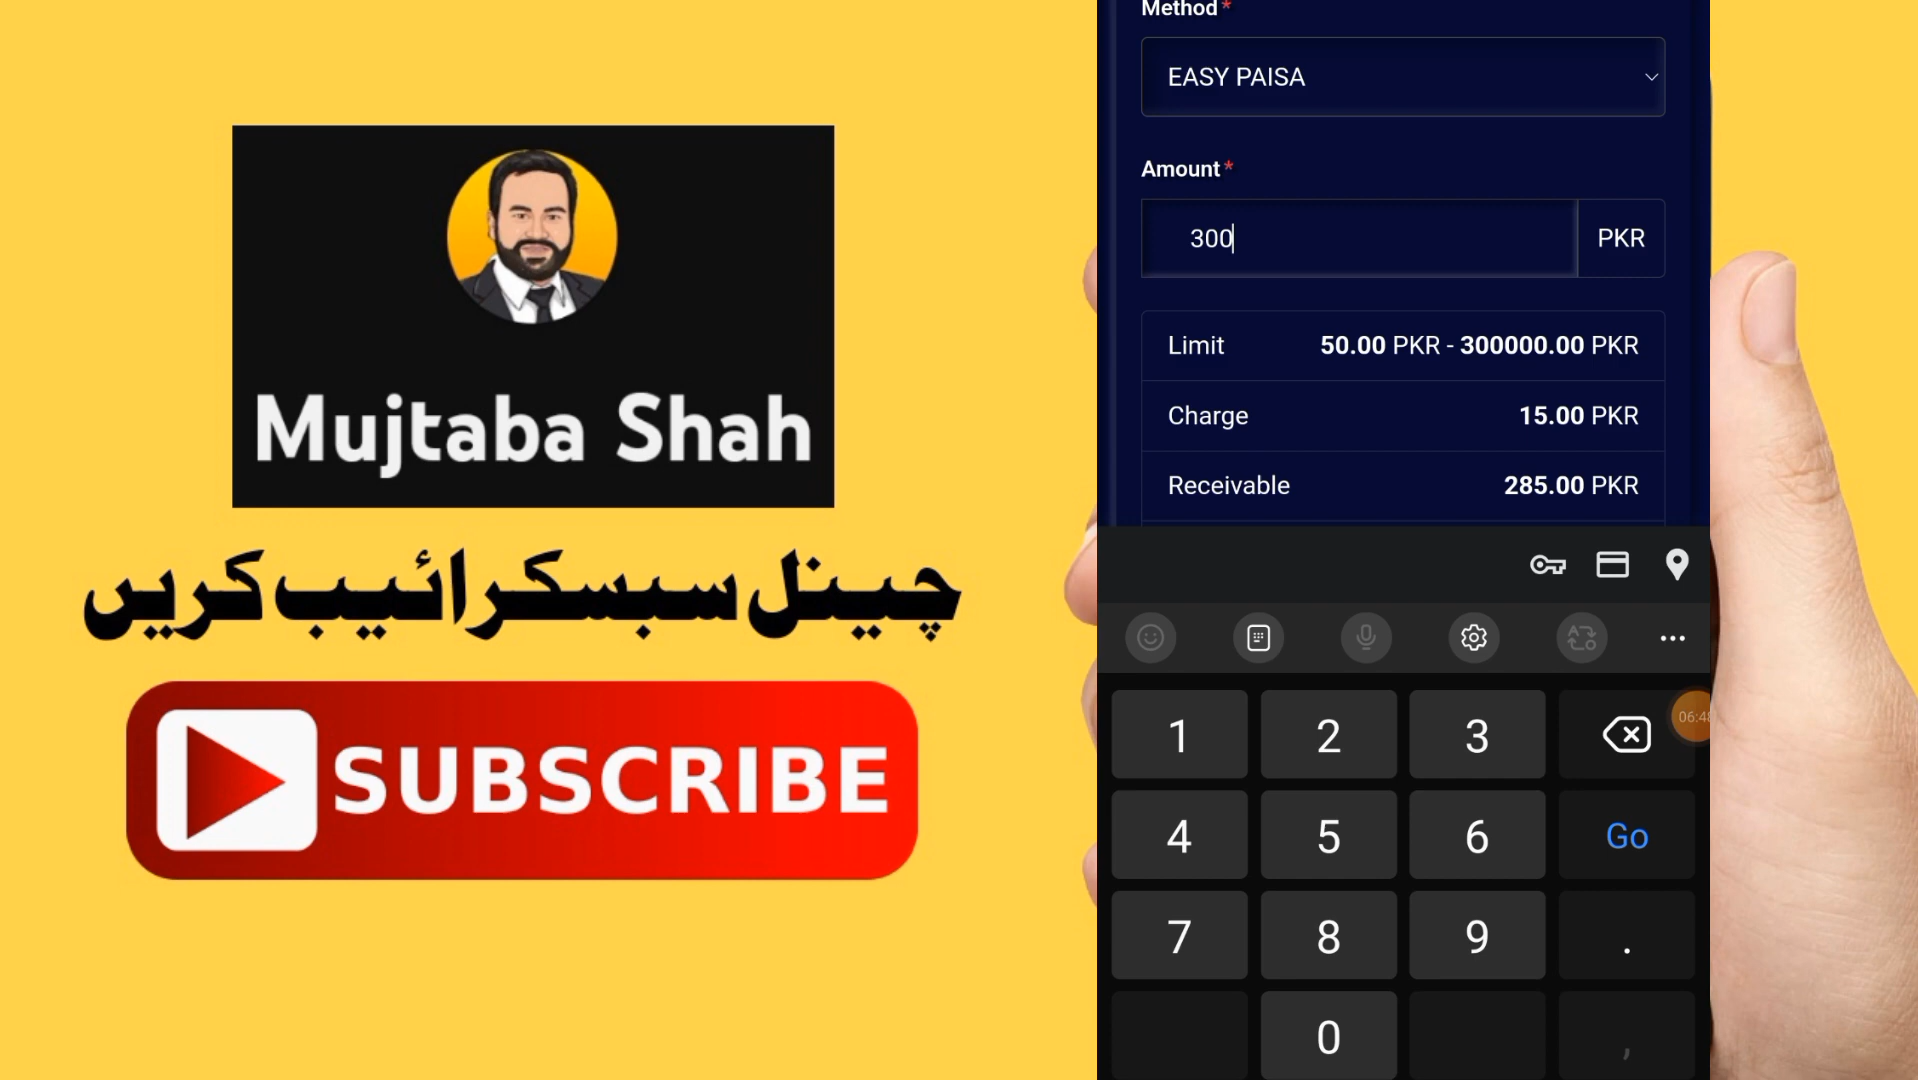 Mujtaba Shah
چینل سبسکرائیب کریں
SUBSCRIBE
Method*
EASY PAISA
Amount*
300 PKR
Limit 50.00 PKR - 300000.00 PKR
Charge 15.00 PKR
Receivable 285.00 PKR
1 2 3
06:48
4 5 6 Go
7 8 9 .
0 ,